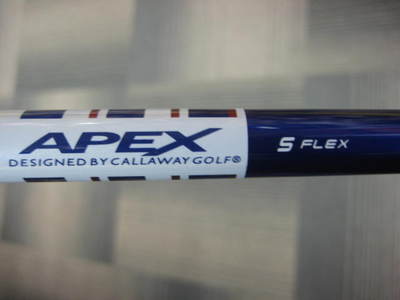 APEX
DESIGNED BY CALLAWAY GOLF®
S FLEX